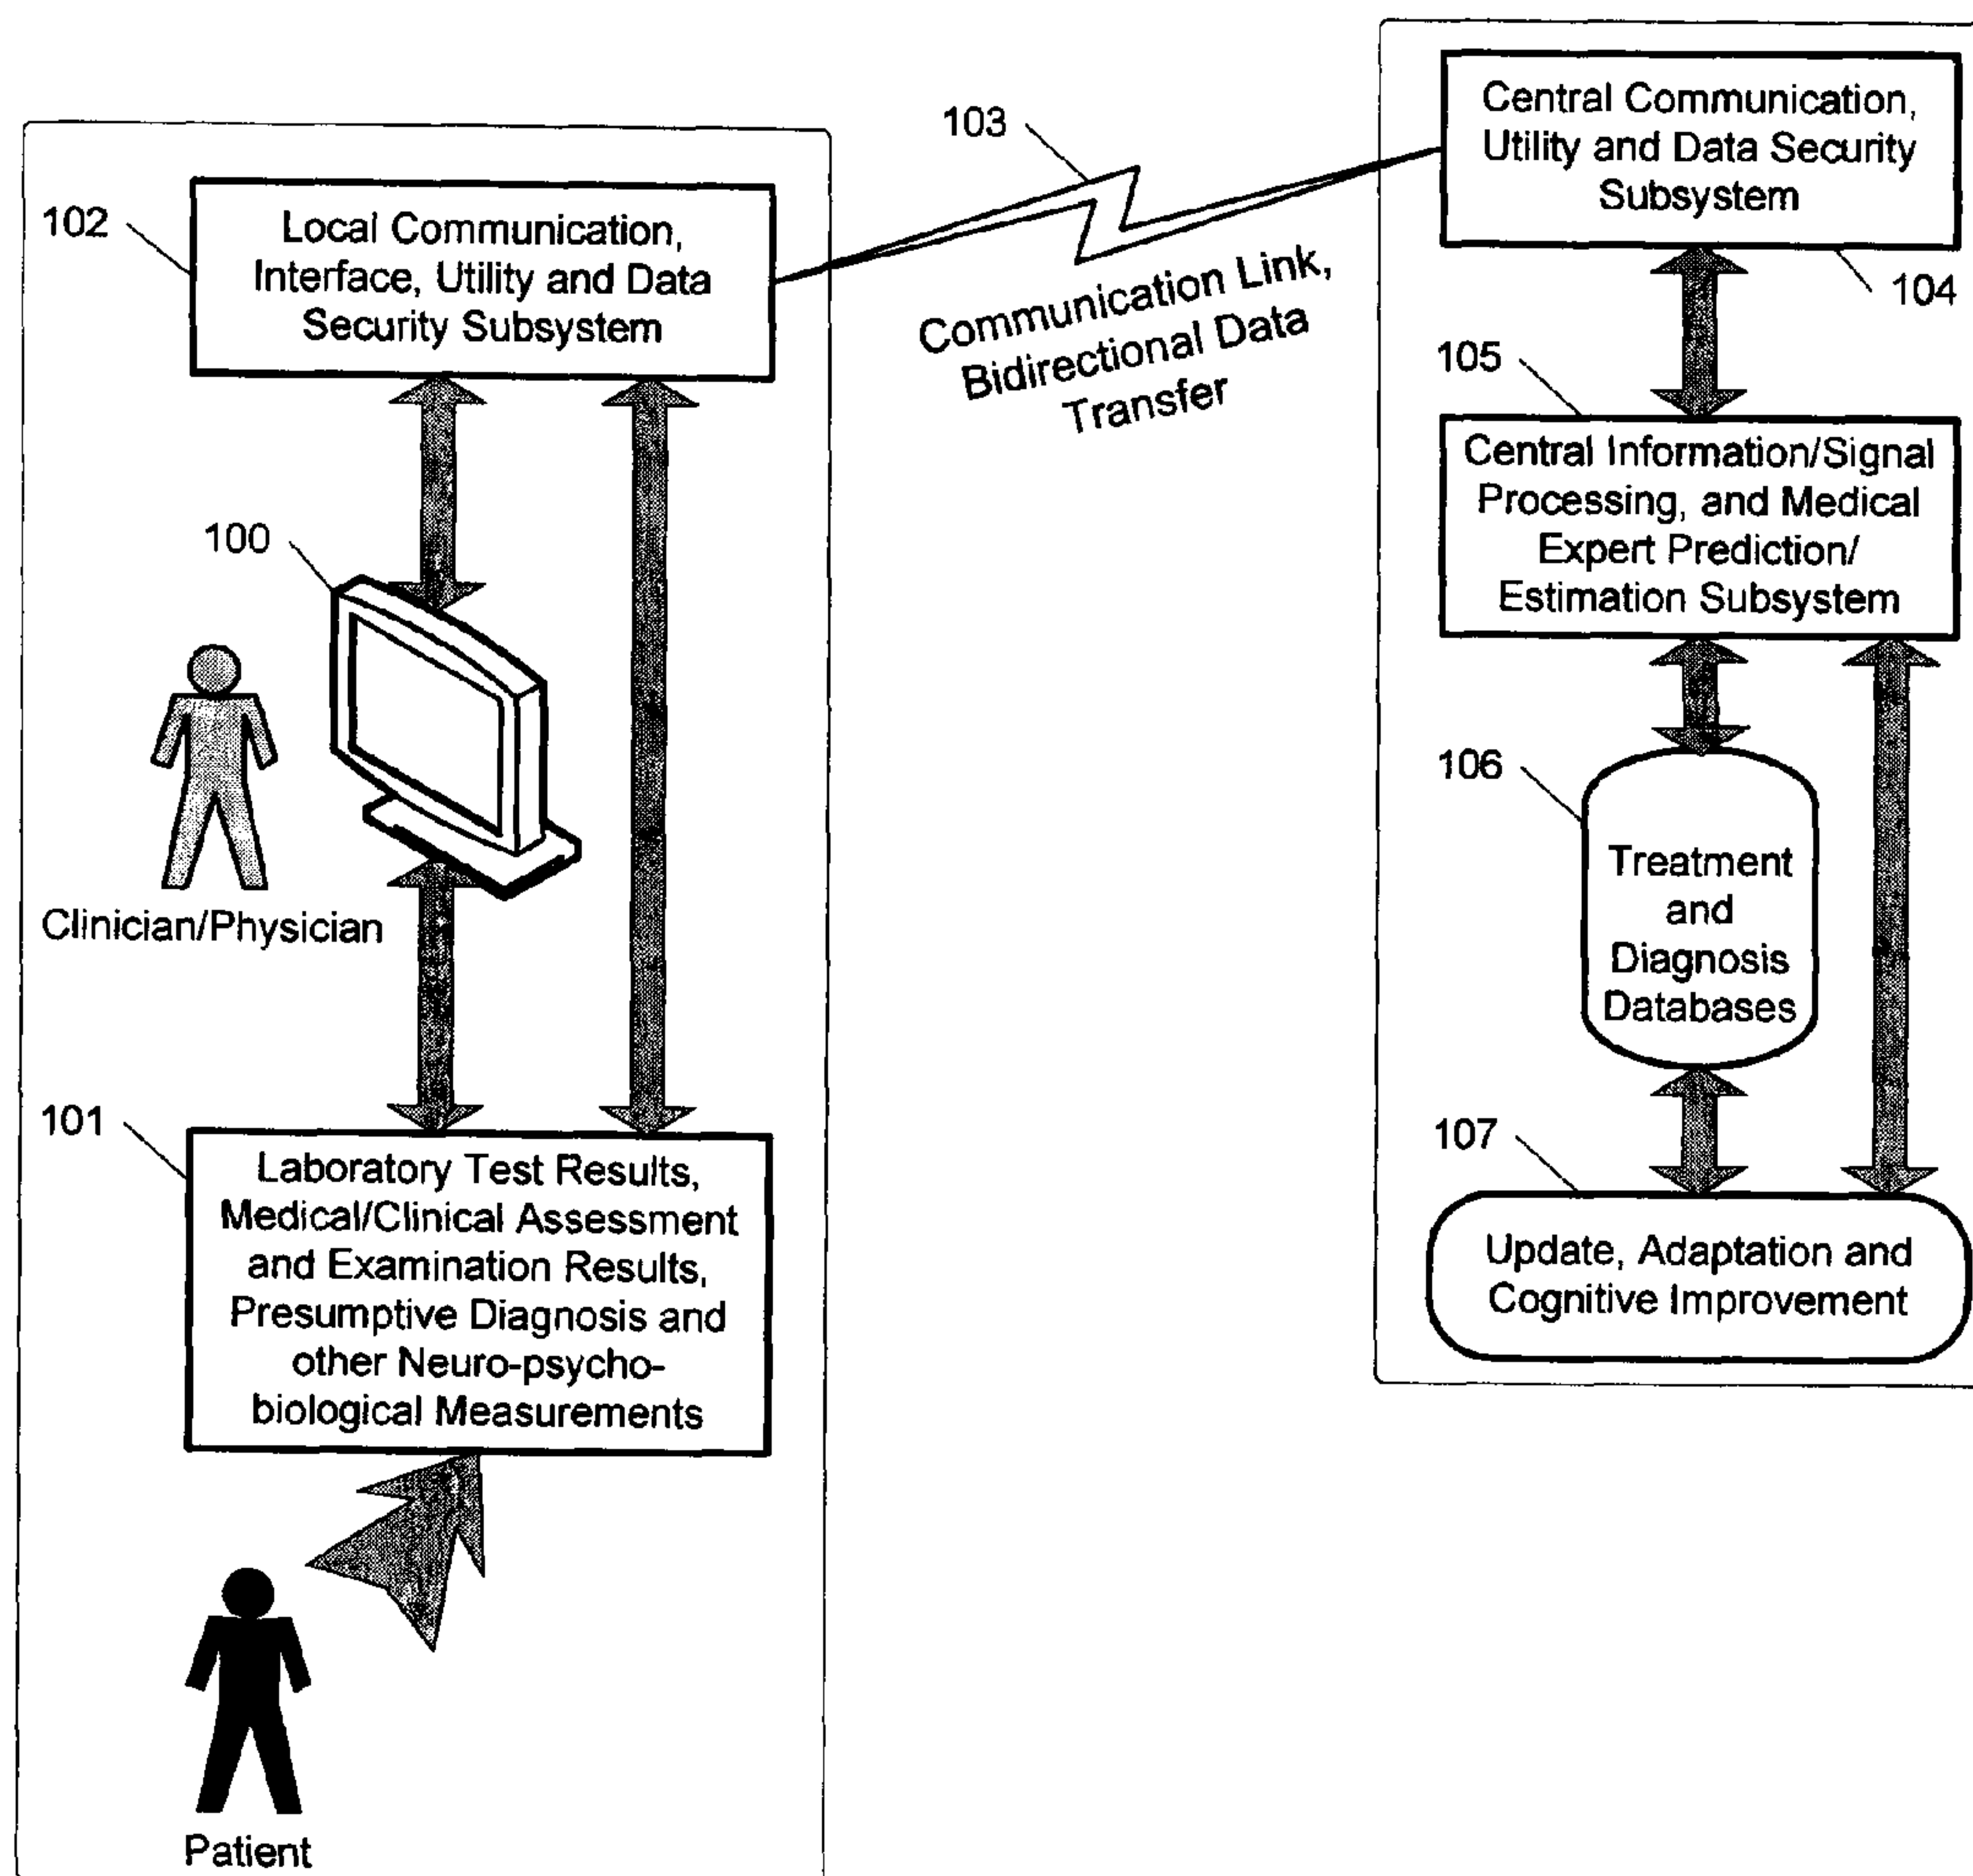 102
Local Communication,
Interface, Utility and Data
Security Subsystem
100
Clinician/Physician
101
Laboratory Test Results,
Medical/Clinical Assessment
and Examination Results,
Presumptive Diagnosis and
other Neuro-psycho-
biological Measurements
Patient
103
Communication Link,
Bidirectional Data
Transfer
Central Communication,
Utility and Data Security
Subsystem
104
105
Central Information/Signal
Processing, and Medical
Expert Prediction/
Estimation Subsystem
106
Treatment
and
Diagnosis
Databases
107
Update, Adaptation and
Cognitive Improvement